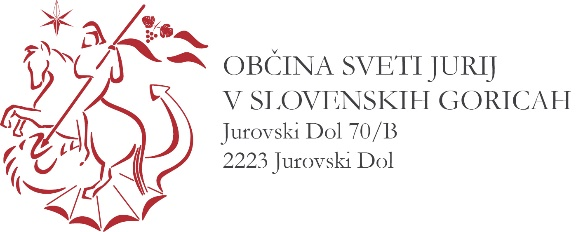 OBČINA SVETI JURIJ
V SLOVENSKIH GORICAH
Jurovski Dol 70/B
2223 Jurovski Dol